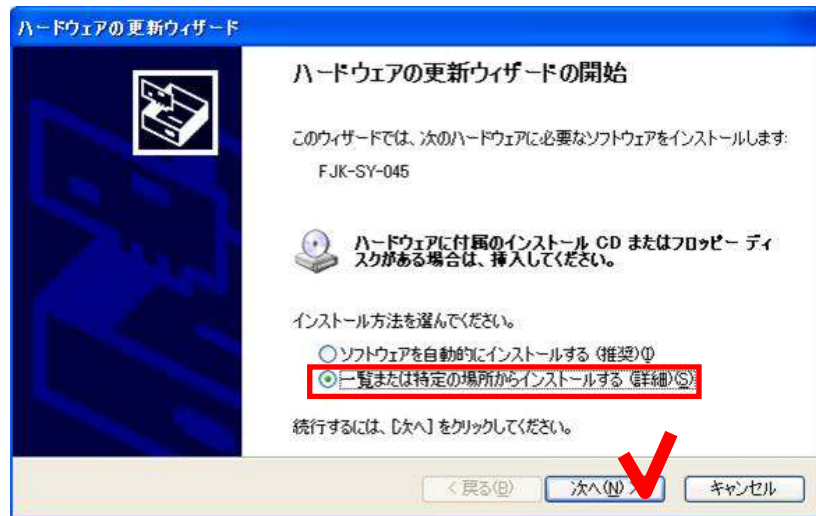 ハードウェアの更新ウィザード
ハードウェアの更新ウィザードの開始
このウィザードでは、次のハードウェアに必要なソフトウェアをインストールします:
FJK-SY-045
ハードウェアに付属のインストール CD またはフロッピー ディ
スクがある場合は、挿入してください。
インストール方法を選んでください。
ソフトウェアを自動的にインストールする (推奨)(I)
一覧または特定の場所からインストールする (詳細)(S)
続行するには、[次へ] をクリックしてください。
< 戻る(B) 次へ(N) > キャンセル